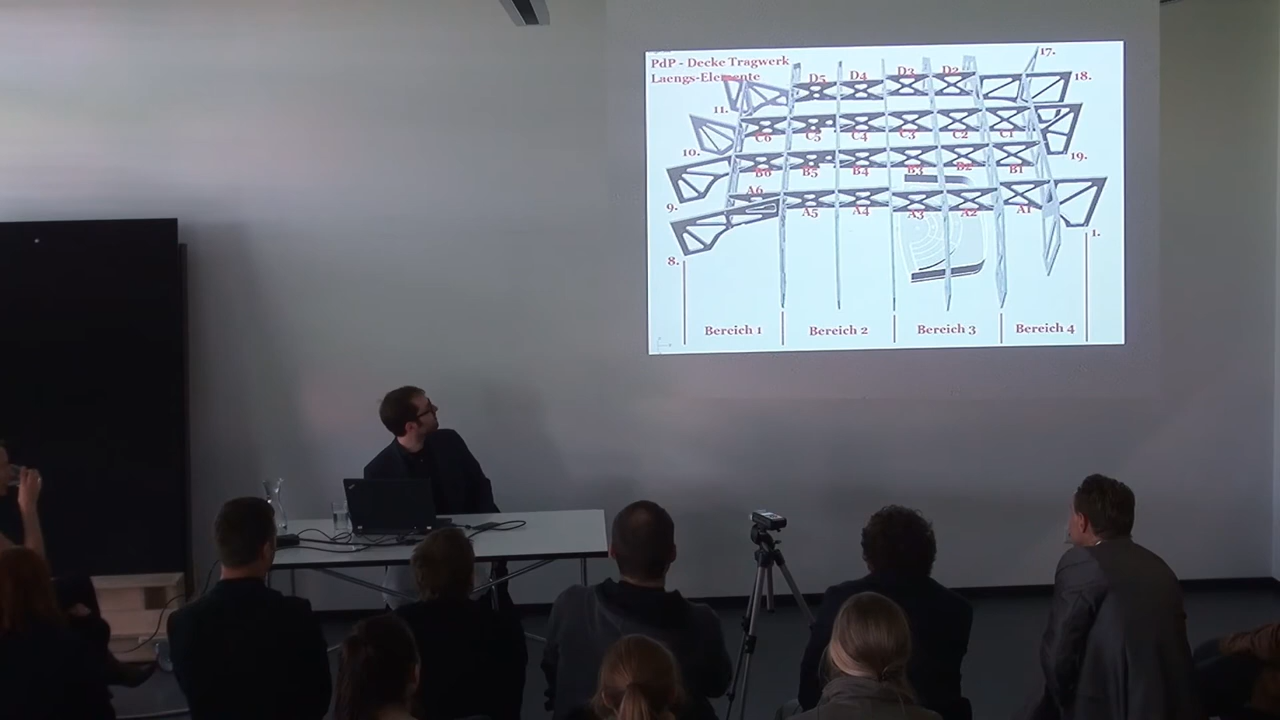 PdP - Decke Tragwerk
Laengs-Elemente
D5 D4 D3 D2
17.
18.
11.
C6 C5 C4 C3 C2 C1
10.
19.
B6 B5 B4 B3 B2 B1
9.
A6
A5 A4 A3 A2 A1
1.
8.
Bereich 1 Bereich 2 Bereich 3 Bereich 4